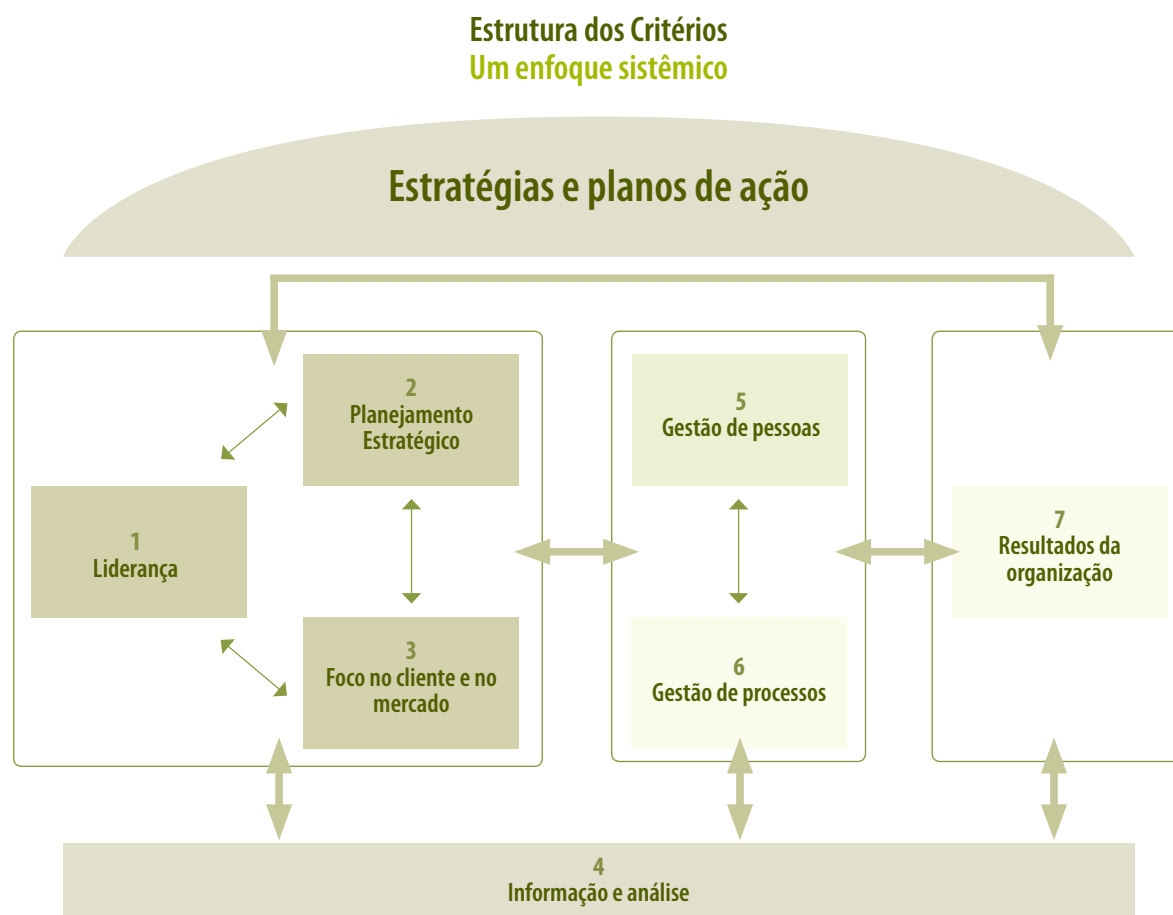 Estrutura dos Critérios
Um enfoque sistêmico
Estratégias e planos de ação
1
Liderança
2
Planejamento
Estratégico
3
Foco no cliente e no
mercado
5
Gestão de pessoas
6
Gestão de processos
7
Resultados da
organização
4
Informação e análise